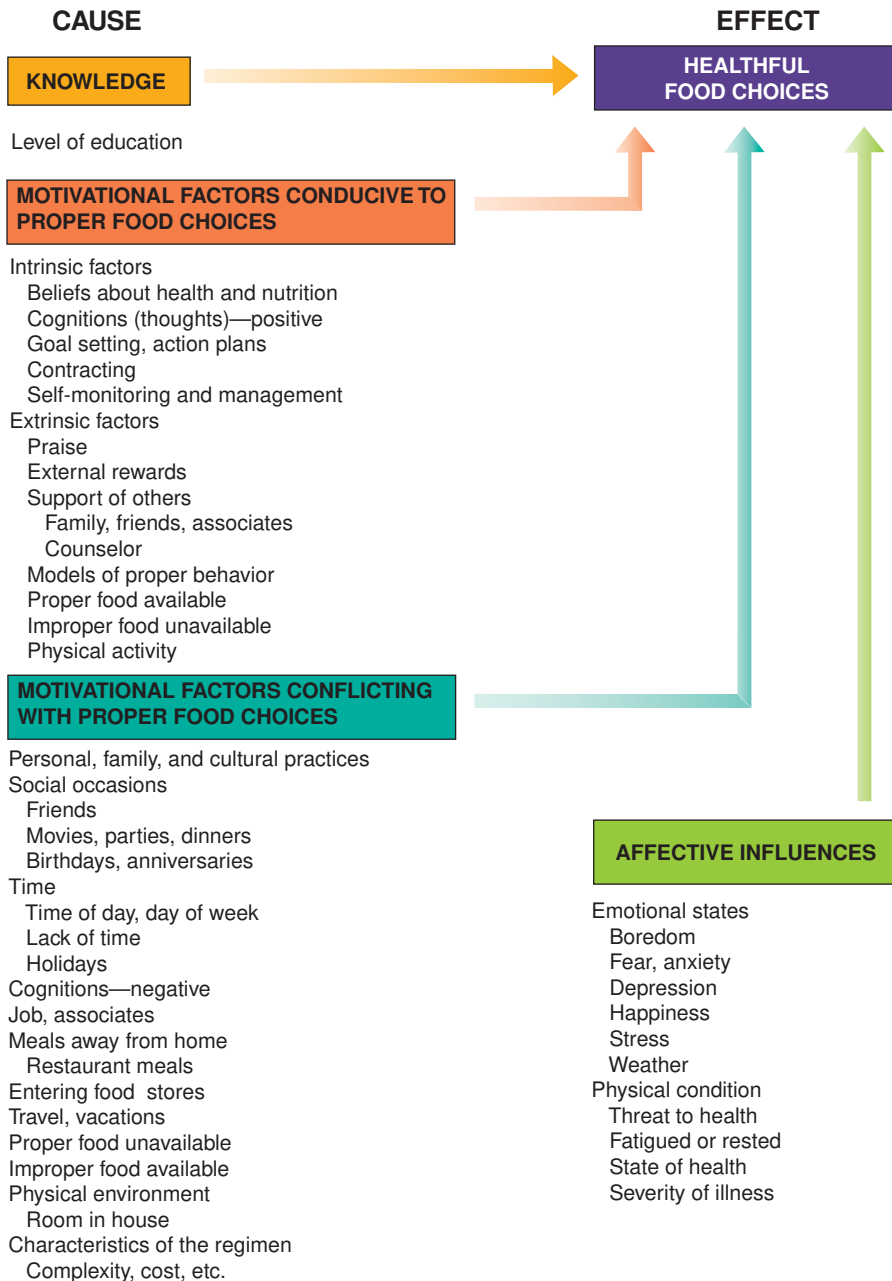 CAUSE
EFFECT
KNOWLEDGE
HEALTHFUL
FOOD CHOICES
Level of education
MOTIVATIONAL FACTORS CONDUCIVE TO
PROPER FOOD CHOICES
Intrinsic factors
Beliefs about health and nutrition
Cognitions (thoughts)—positive
Goal setting, action plans
Contracting
Self-monitoring and management
Extrinsic factors
Praise
External rewards
Support of others
Family, friends, associates
Counselor
Models of proper behavior
Proper food available
Improper food unavailable
Physical activity
MOTIVATIONAL FACTORS CONFLICTING
WITH PROPER FOOD CHOICES
Personal, family, and cultural practices
Social occasions
Friends
Movies, parties, dinners
Birthdays, anniversaries
Time
Time of day, day of week
Lack of time
Holidays
Cognitions—negative
Job, associates
Meals away from home
Restaurant meals
Entering food stores
Travel, vacations
Proper food unavailable
Improper food available
Physical environment
Room in house
Characteristics of the regimen
Complexity, cost, etc.
AFFECTIVE INFLUENCES
Emotional states
Boredom
Fear, anxiety
Depression
Happiness
Stress
Weather
Physical condition
Threat to health
Fatigued or rested
State of health
Severity of illness